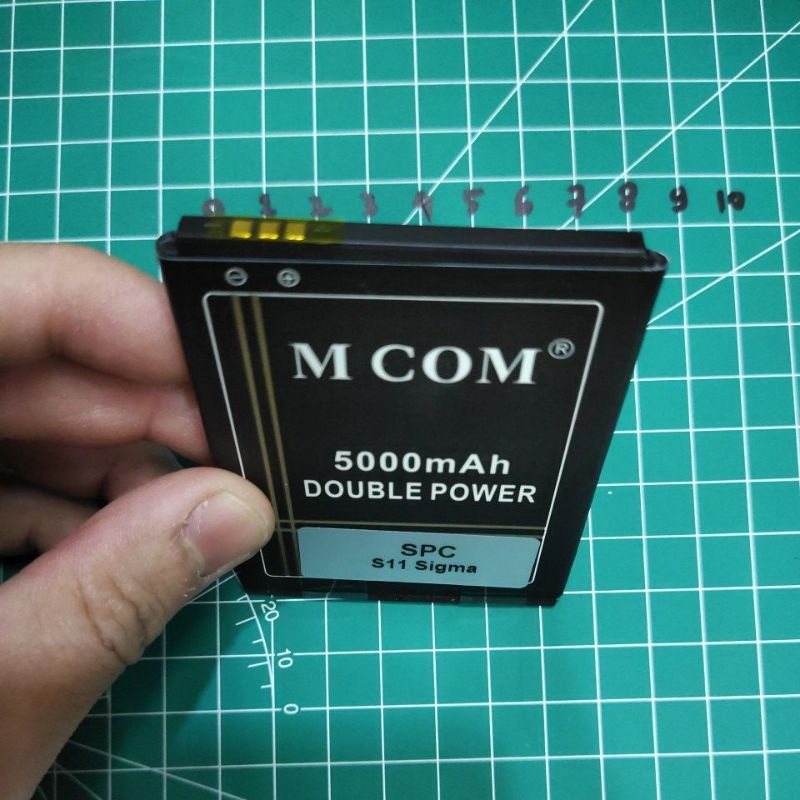 0 1 2 3 4 5 6 7 8 9 10
M COM®
5000mAh
DOUBLE POWER
SPC
S11 Sigma
20
10
0